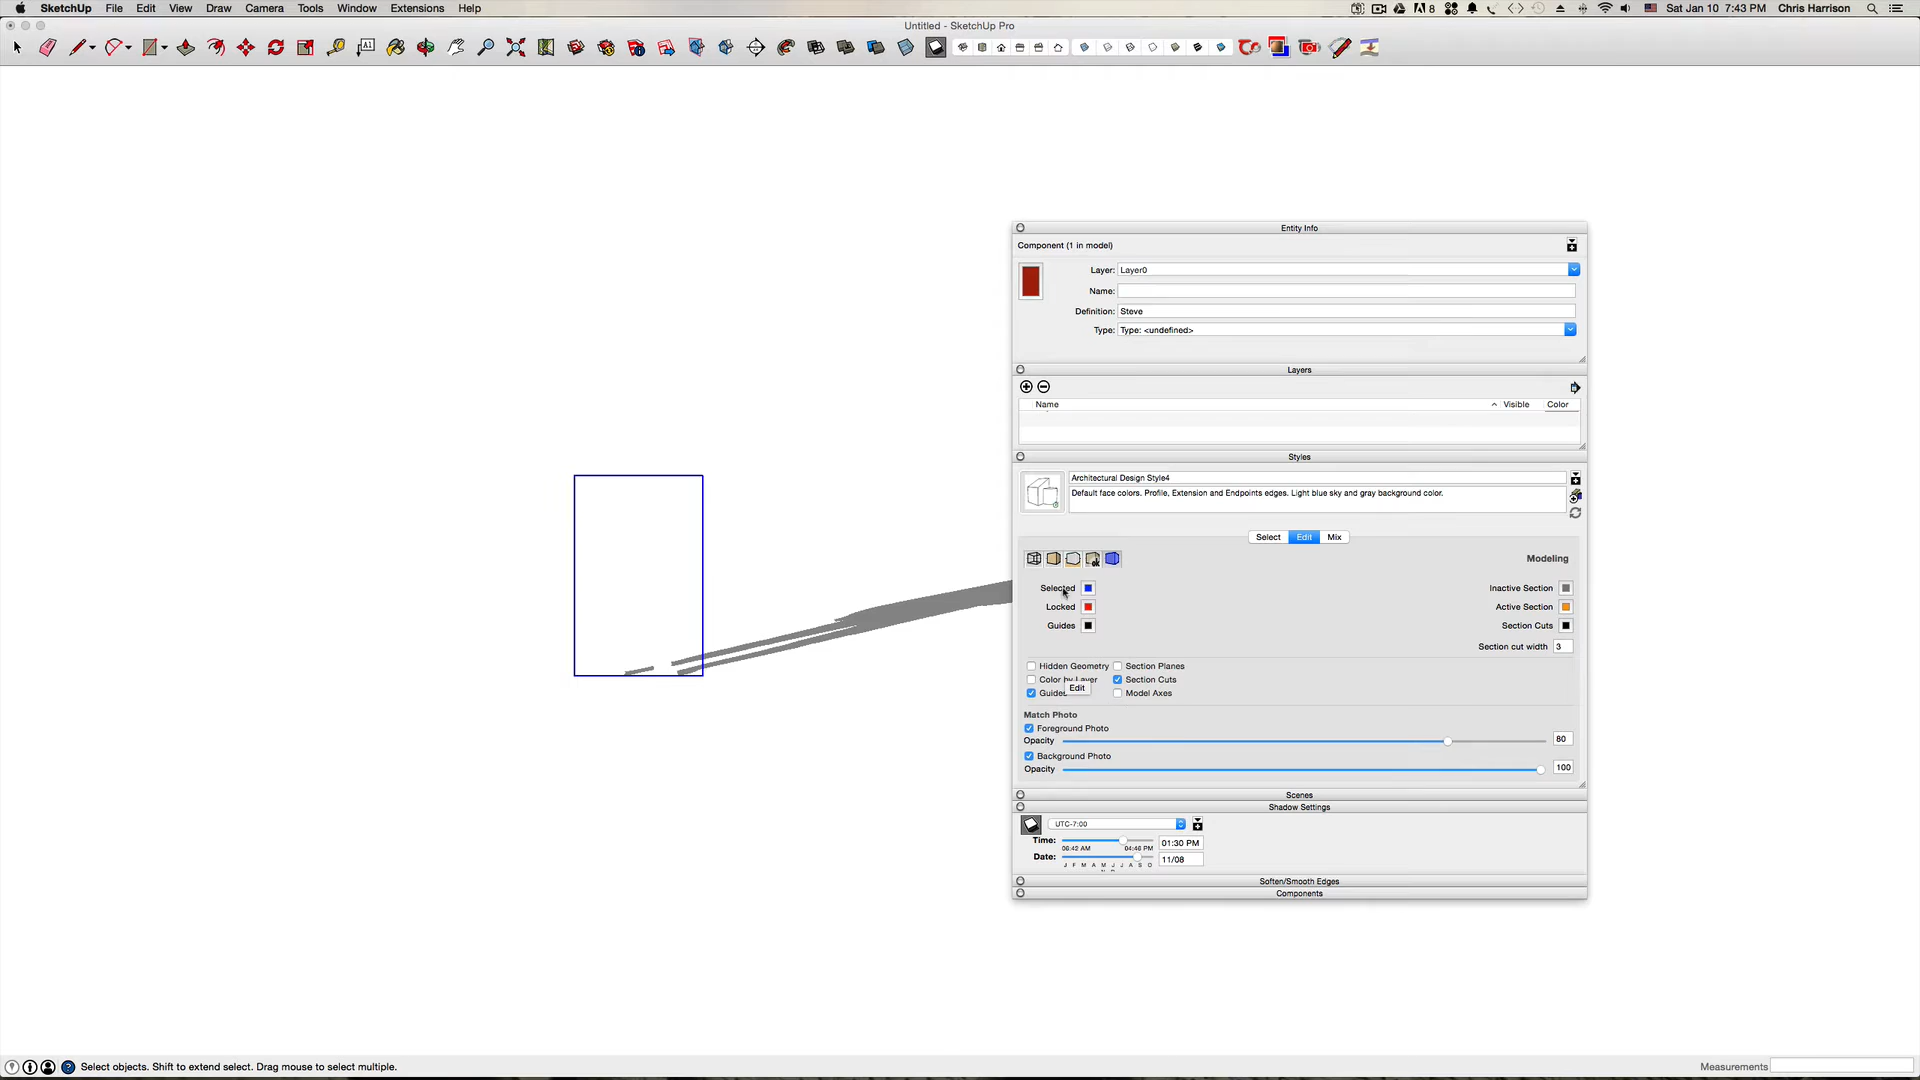 SketchUp File Edit View Draw Camera Tools Window Extensions Help
8 Sat Jan 10 7:43 PM Chris Harrison
Untitled - SketchUp Pro
Entity Info
Component (1 in model)
Layer: Layer0
Name:
Definition: Steve
Type: Type: <undefined>
Layers
Name Visible Color
Styles
Architectural Design Style4
Default face colors. Profile, Extension and Endpoints edges. Light blue sky and gray background color.
Select Edit Mix
Modeling
Selected Inactive Section
Locked Active Section
Guides Section Cuts
Section cut width 3
Hidden Geometry Section Planes
Color by Layer Section Cuts
Guides Edit Model Axes
Match Photo
Foreground Photo
Opacity 80
Background Photo
Opacity 100
Scenes
Shadow Settings
UTC-7:00
Time: 01:30 PM
06:42 AM 04:46 PM
Date: 11/08
J F M A M J J A S O
N D
Soften/Smooth Edges
Components
Select objects. Shift to extend select. Drag mouse to select multiple.
Measurements